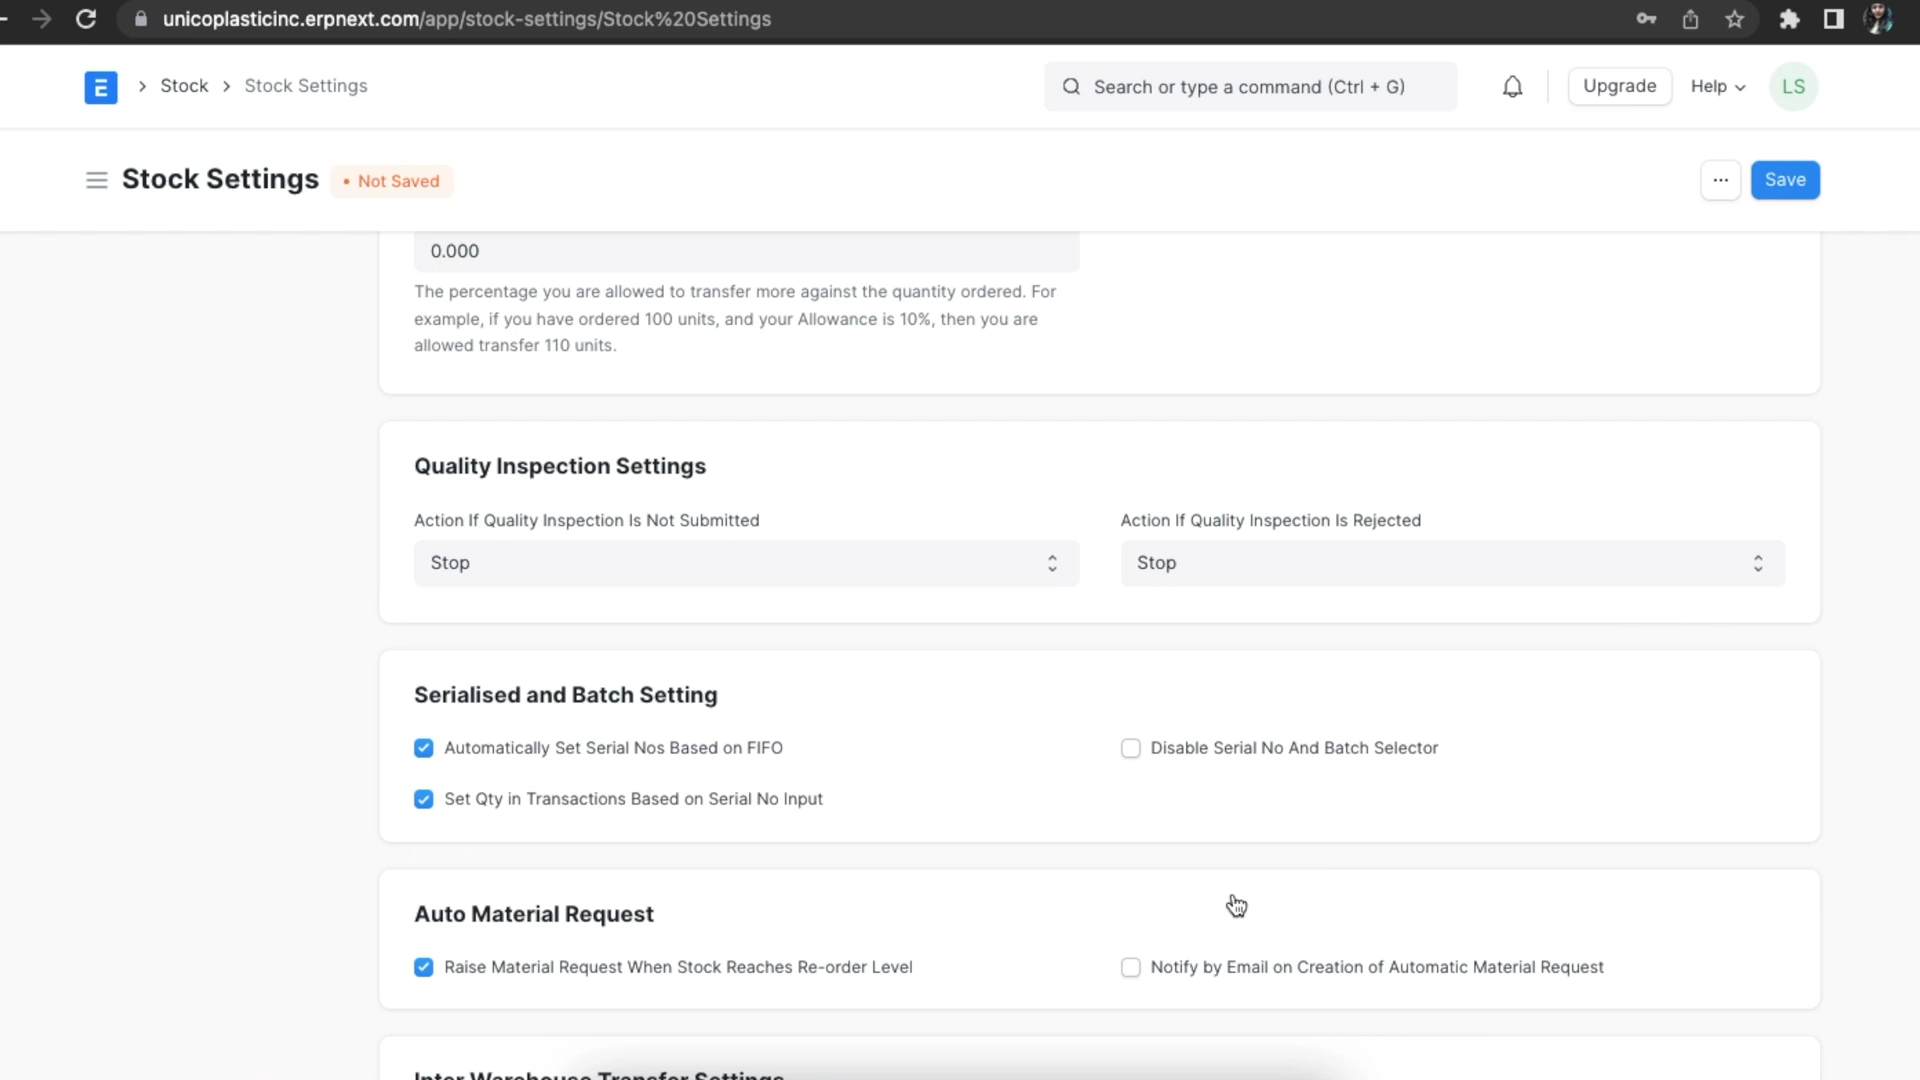 unicoplasticinc.erpnext.com/app/stock-settings/Stock%20Settings
E
Stock
Stock Settings
Search or type a command (Ctrl + G)
Upgrade
Help
LS
Stock Settings
• Not Saved
...
Save
0.000
The percentage you are allowed to transfer more against the quantity ordered. For
example, if you have ordered 100 units, and your Allowance is 10%, then you are
allowed transfer 110 units.
Quality Inspection Settings
Action If Quality Inspection Is Not Submitted
Action If Quality Inspection Is Rejected
Stop
Stop
Serialised and Batch Setting
Automatically Set Serial Nos Based on FIFO
Disable Serial No And Batch Selector
Set Qty in Transactions Based on Serial No Input
Auto Material Request
Raise Material Request When Stock Reaches Re-order Level
Notify by Email on Creation of Automatic Material Request
Inter Warehouse Transfer Settings